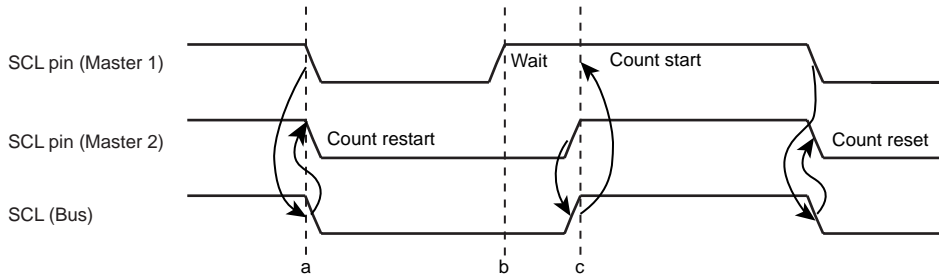 SCL pin (Master 1)
Wait
Count start
SCL pin (Master 2)
Count restart
Count reset
SCL (Bus)
a
b
c